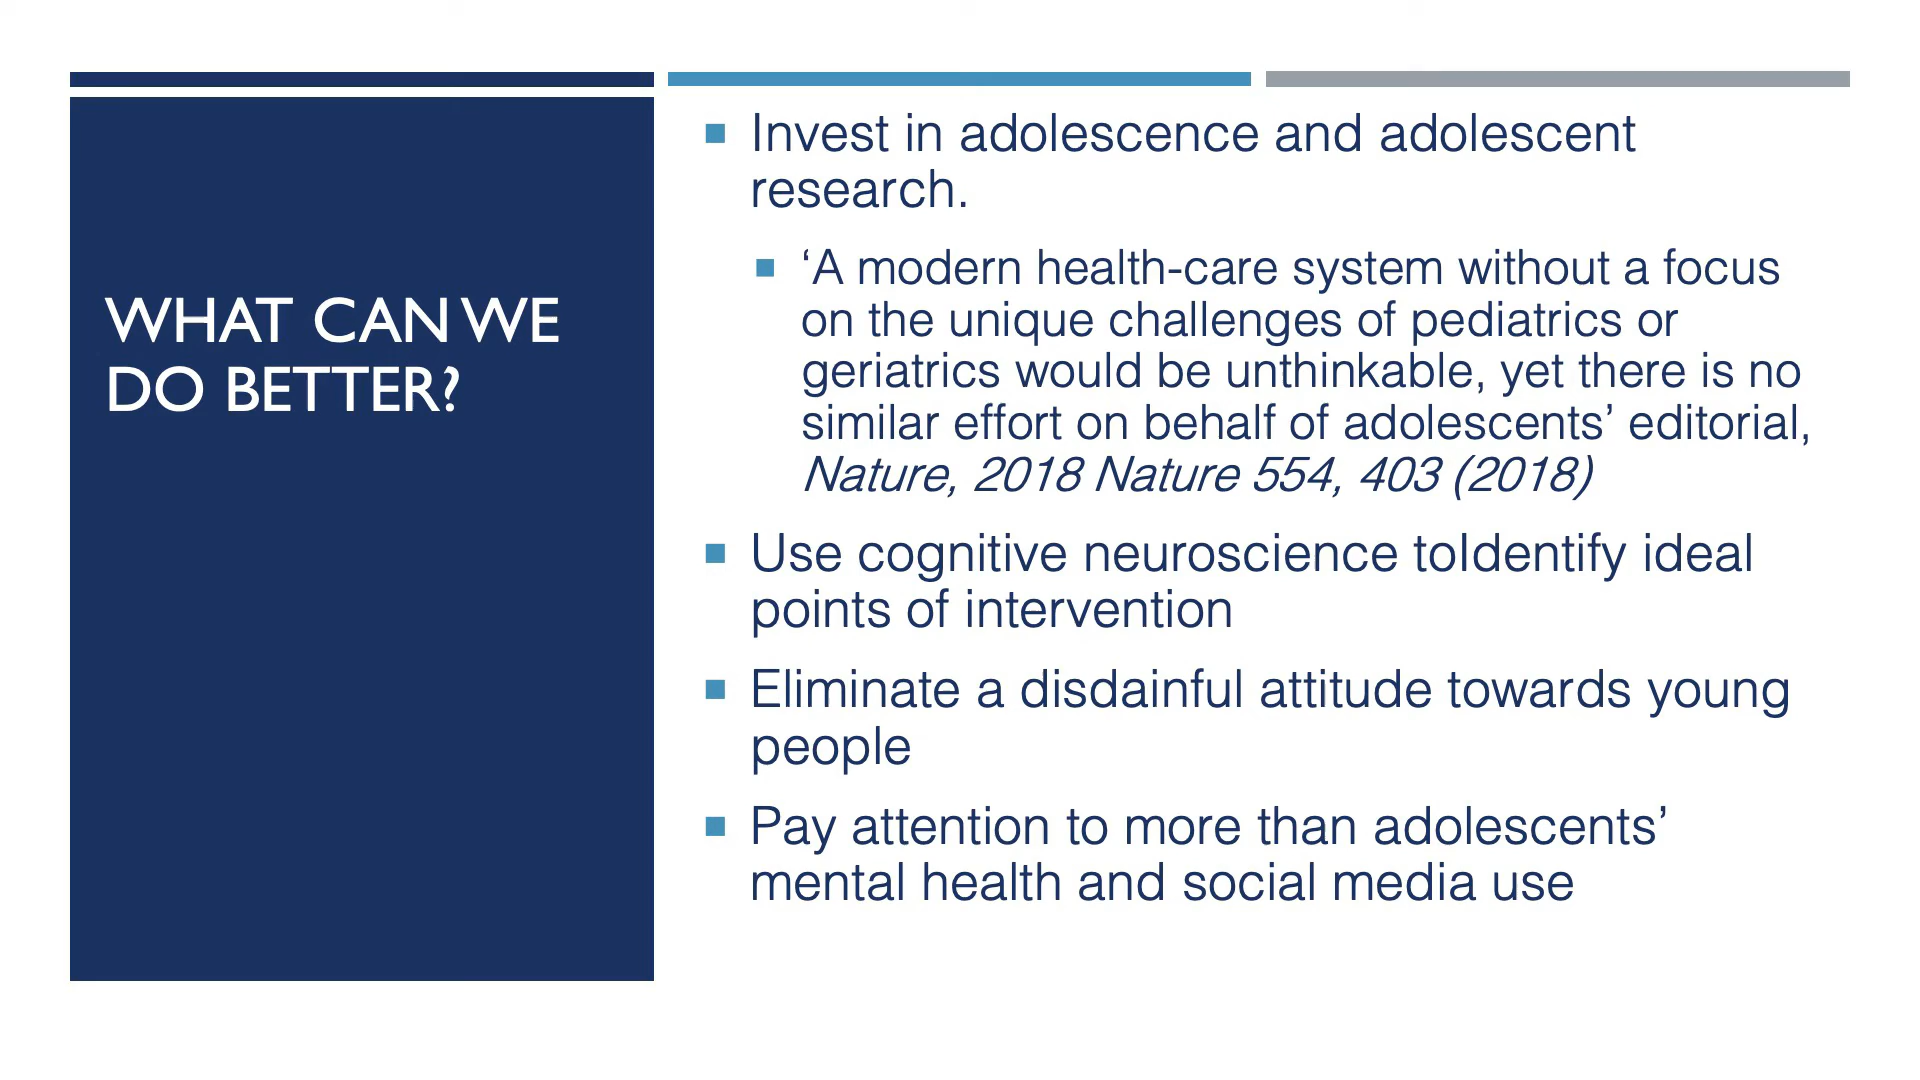 WHAT CAN WE
DO BETTER?
Invest in adolescence and adolescent
research.
‘A modern health-care system without a focus
on the unique challenges of pediatrics or
geriatrics would be unthinkable, yet there is no
similar effort on behalf of adolescents’ editorial,
Nature, 2018 Nature 554, 403 (2018)
Use cognitive neuroscience toIdentify ideal
points of intervention
Eliminate a disdainful attitude towards young
people
Pay attention to more than adolescents’
mental health and social media use